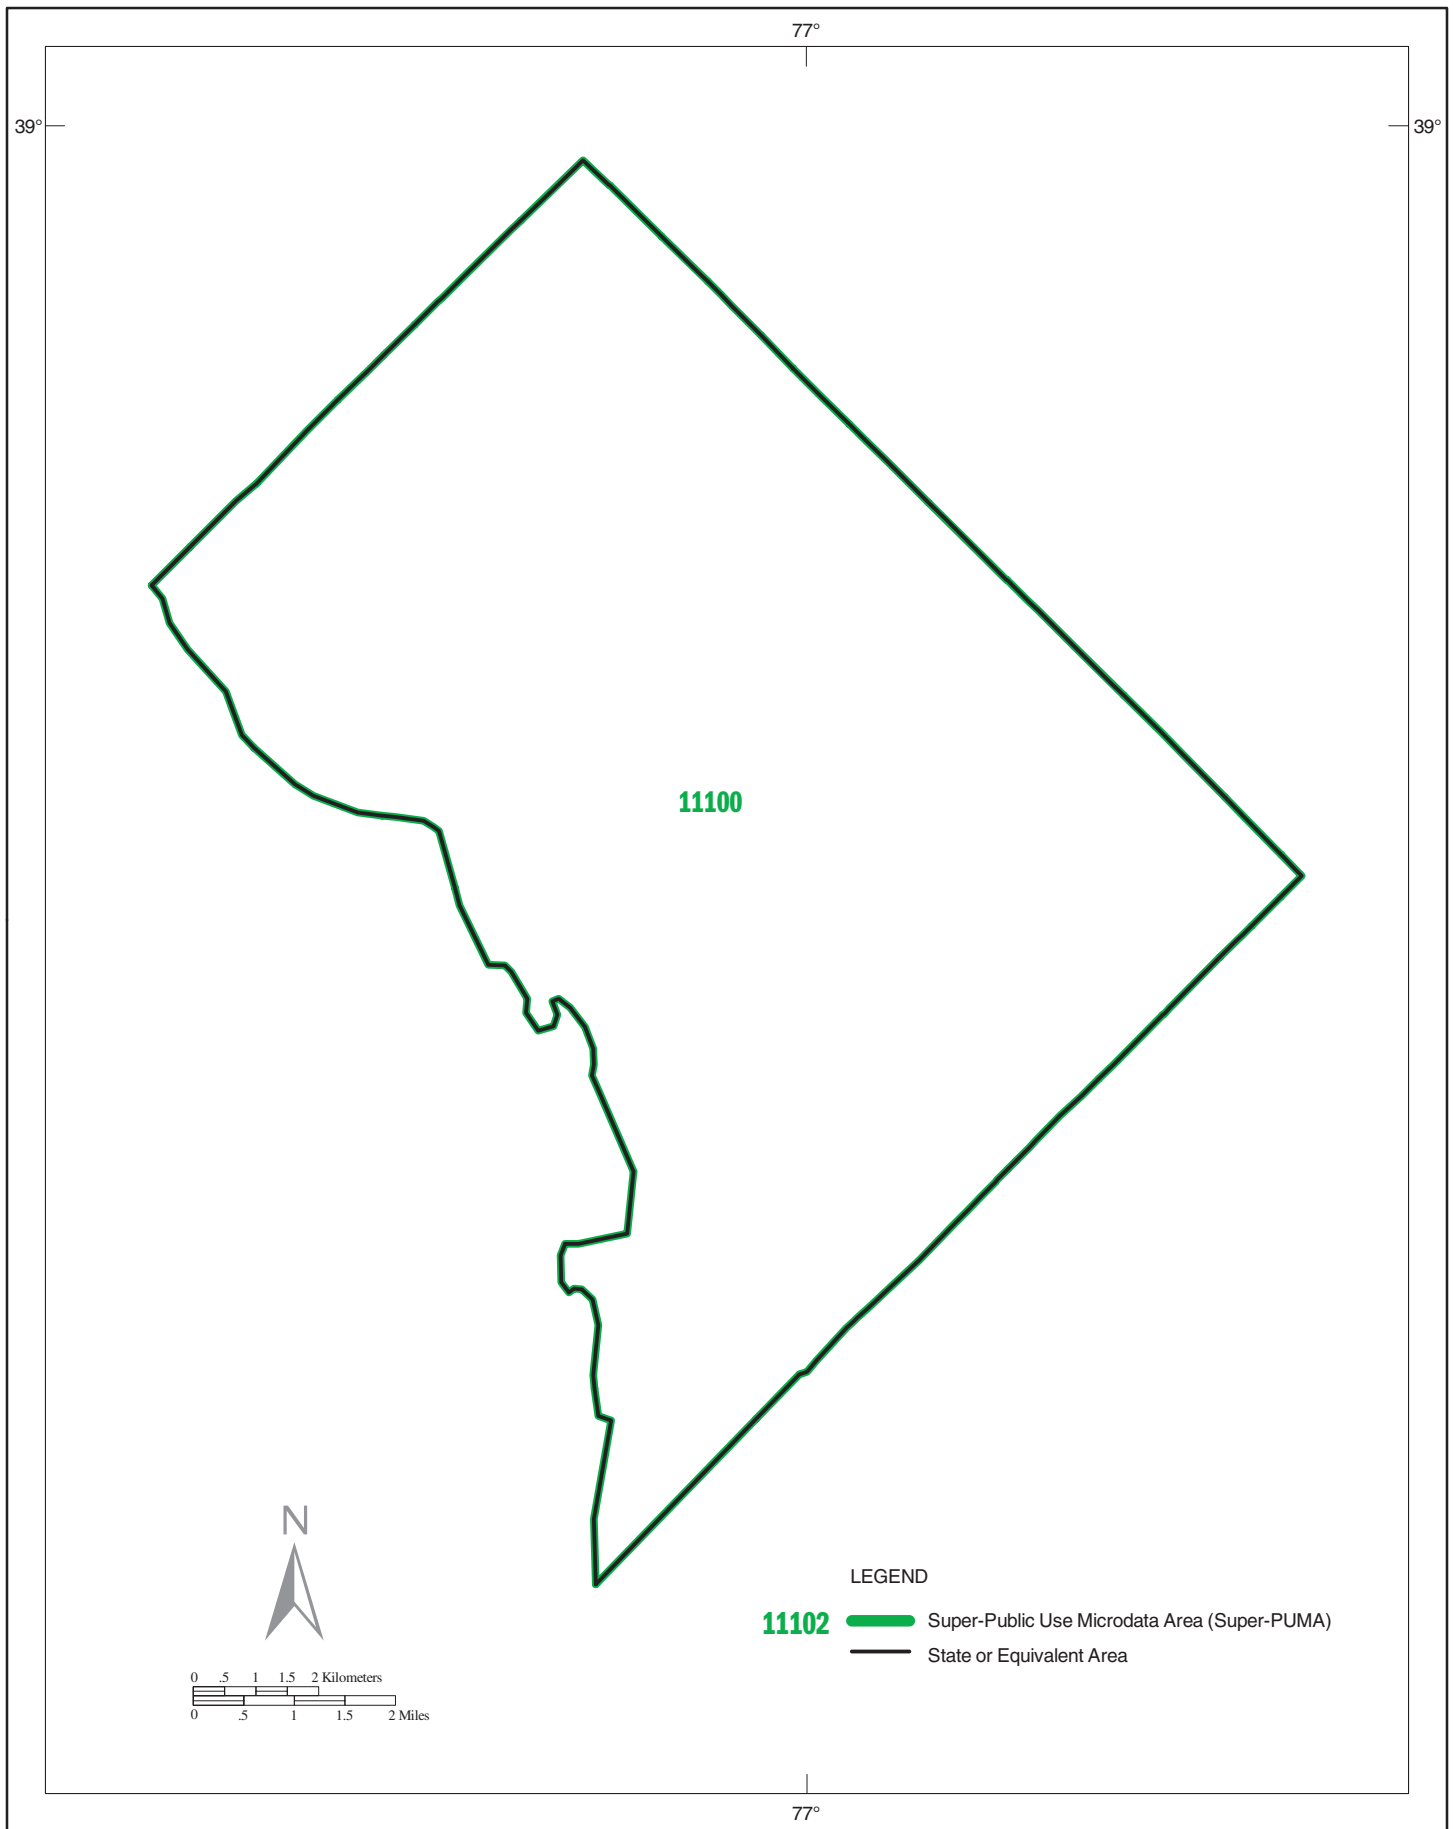 77°
39°
39°
11100
N
LEGEND
11102 Super-Public Use Microdata Area (Super-PUMA)
State or Equivalent Area
0 .5 1 1.5 2 Kilometers
0 .5 1 1.5 2 Miles
77°